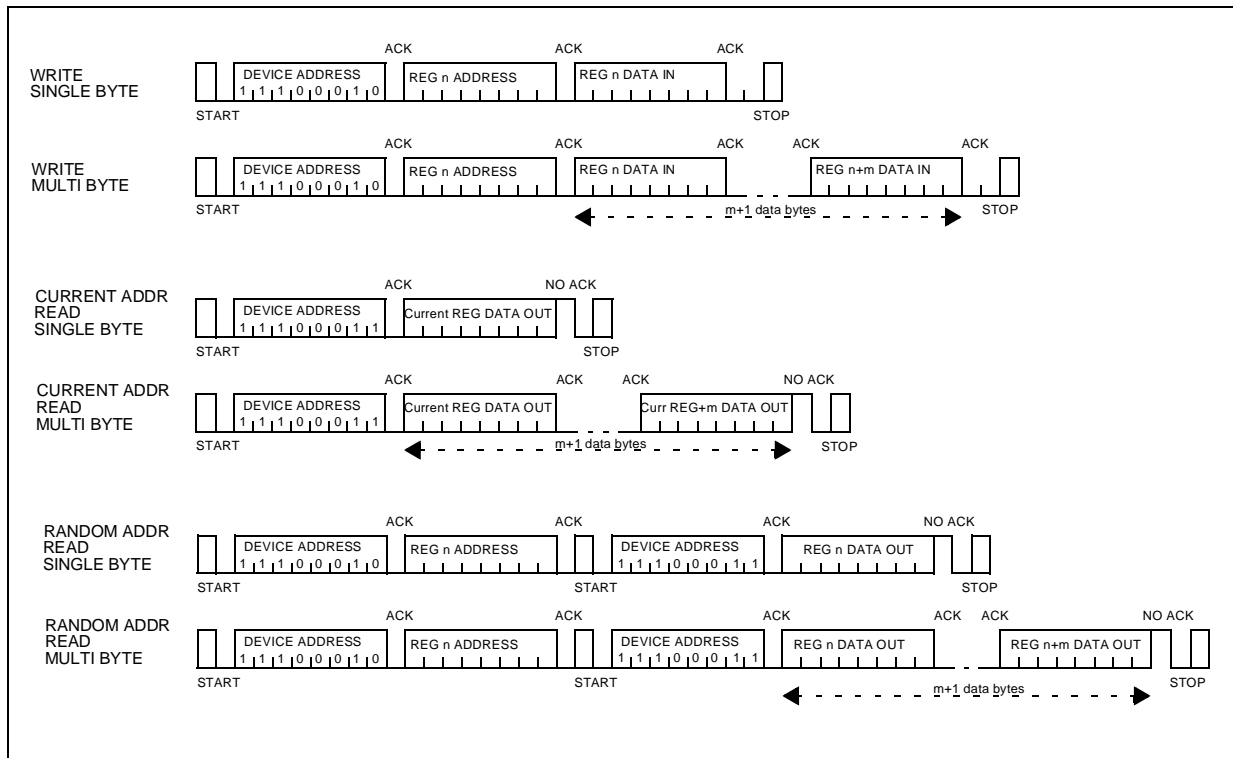 ACK ACK ACK
WRITE
SINGLE BYTE
DEVICE ADDRESS REG n ADDRESS REG n DATA IN
1 1 1 0 0 0 1 0
START STOP
ACK ACK ACK ACK ACK
WRITE
MULTI BYTE
DEVICE ADDRESS REG n ADDRESS REG n DATA IN REG n+m DATA IN
1 1 1 0 0 0 1 0
START m+1 data bytes STOP
ACK NO ACK
CURRENT ADDR
READ
SINGLE BYTE
DEVICE ADDRESS Current REG DATA OUT
1 1 1 0 0 0 1 1
START STOP
ACK ACK ACK NO ACK
CURRENT ADDR
READ
MULTI BYTE
DEVICE ADDRESS Current REG DATA OUT Curr REG+m DATA OUT
1 1 1 0 0 0 1 1
START m+1 data bytes STOP
ACK ACK ACK NO ACK
RANDOM ADDR
READ
SINGLE BYTE
DEVICE ADDRESS REG n ADDRESS DEVICE ADDRESS REG n DATA OUT
1 1 1 0 0 0 1 0 1 1 1 0 0 0 1 1
START START STOP
ACK ACK ACK ACK ACK NO ACK
RANDOM ADDR
READ
MULTI BYTE
DEVICE ADDRESS REG n ADDRESS DEVICE ADDRESS REG n DATA OUT REG n+m DATA OUT
1 1 1 0 0 0 1 0 1 1 1 0 0 0 1 1
START START m+1 data bytes STOP